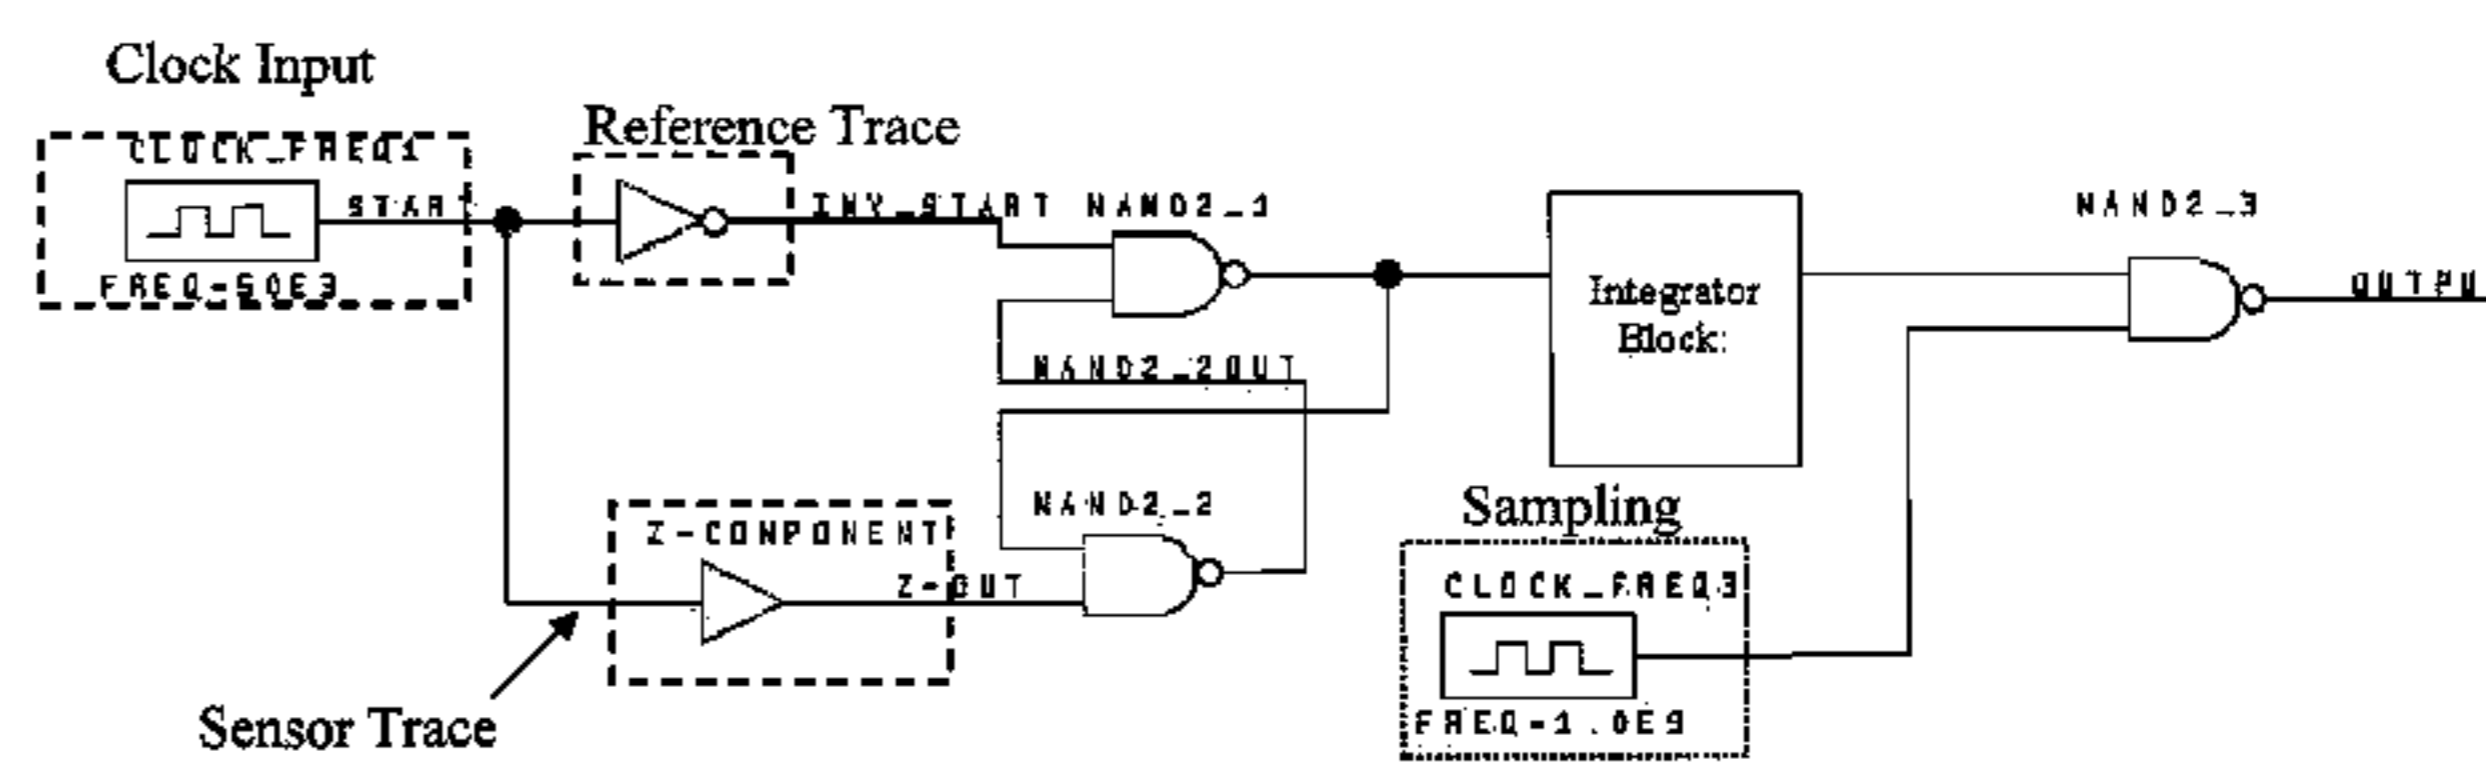 Clock Input
CLOCK_FREQ1
START
FREQ=50E3
Reference Trace
INV_START
NAND2_1
NAND2_2OUT
Integrator
Block:
NAND2_3
OUTPU
NAND2_2
Z-COMPONENT
Z-OUT
Sensor Trace
Sampling
CLOCK_FREQ3
FREQ=1.0E9